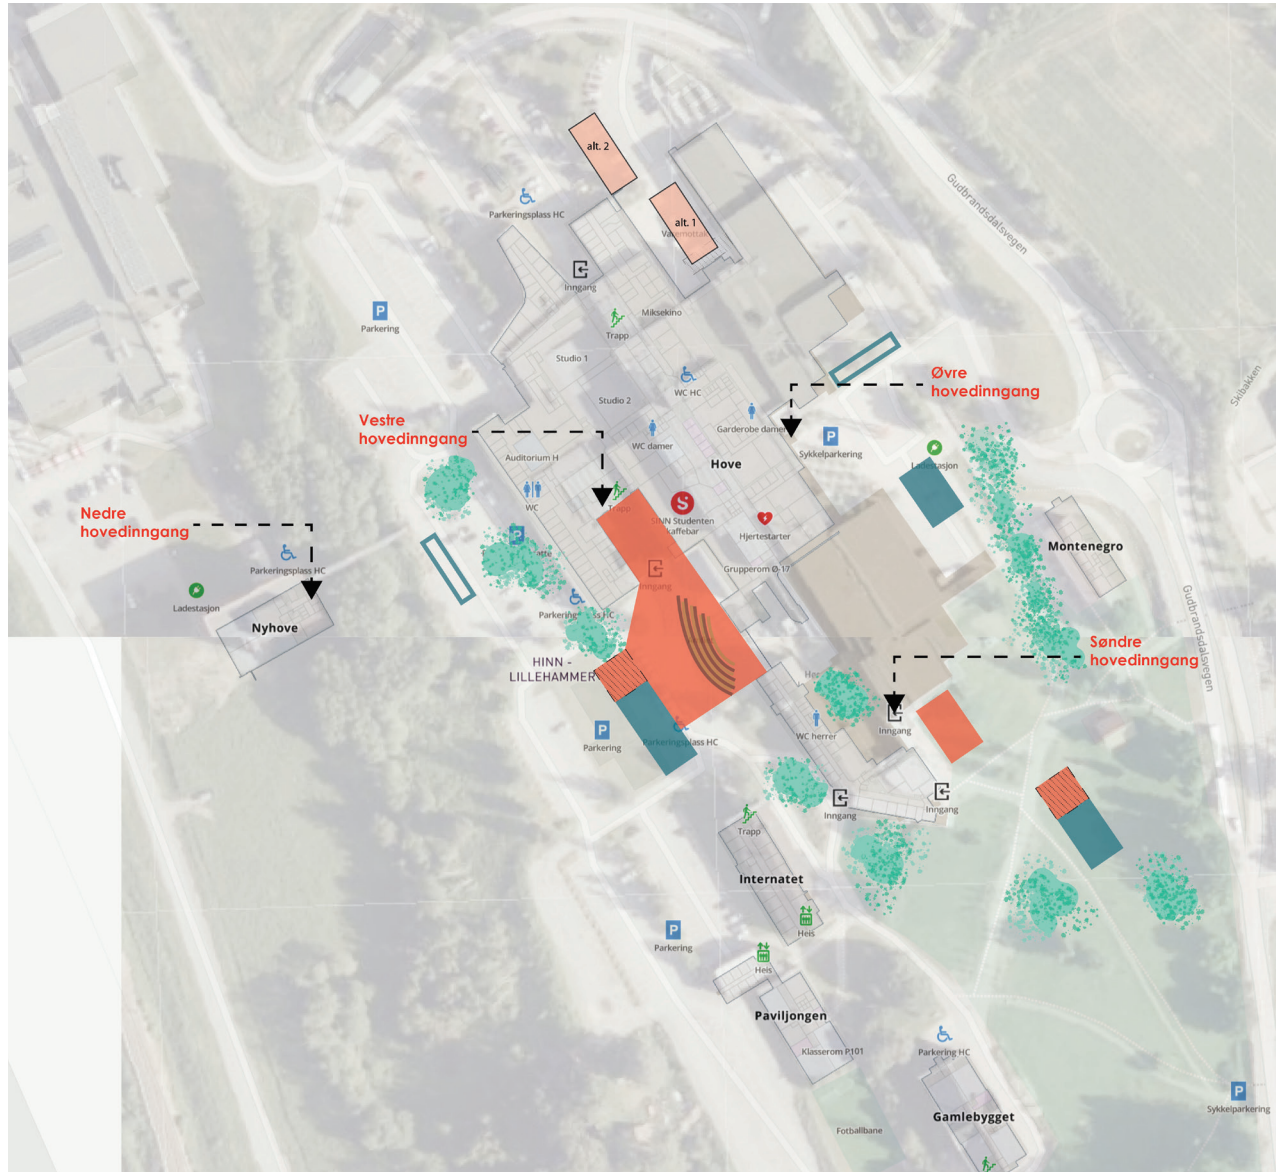 alt. 2
Gudbrandsdalsvegen
Parkeringsplass HC
alt. 1
Inngang
Miksekino
Parkering
Trapp
Studio 1
Skibakken
Øvre
hovedinngang
WC HC
Studio 2
Vestre
hovedinngang
Garderobe damer
WC damer
Sykkelparkering
Auditorium H
Hove
Ladestasjon
WC
Trapp
Nedre
hovedinngang
P
SiNN Studenten
kaffebar
Hjertestarter
Montenegro
Parkeringsplass HC
Grupperom Ø-17
Inngang
Ladestasjon
Parkeringsplass HC
Nyhove
Gudbrandsdalsvegen
Søndre
hovedinngang
HINN -
LILLEHAMMER
WC herrer
Inngang
P
Parkering
Parkeringsplass HC
Inngang
Inngang
Trapp
Internatet
P
Parkering
Heis
Heis
Paviljongen
Klasserom P101
Parkering HC
P
Sykkelparkering
Gamlebygget
Fotballbane